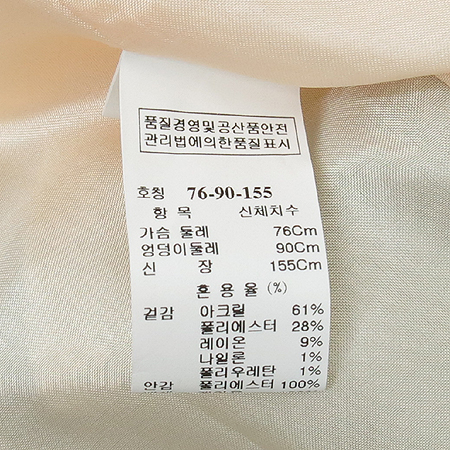 품질경영및공산품안전
관리법에의한품질표시
호칭 76-90-155
항 목 신체치수
가슴 둘레 76Cm
엉덩이둘레 90Cm
신 장 155Cm
혼 용 율 (%)
겉감 아크릴 61%
폴리에스터 28%
레이온 9%
나일론 1%
폴리우레탄 1%
안감 폴리에스터 100%